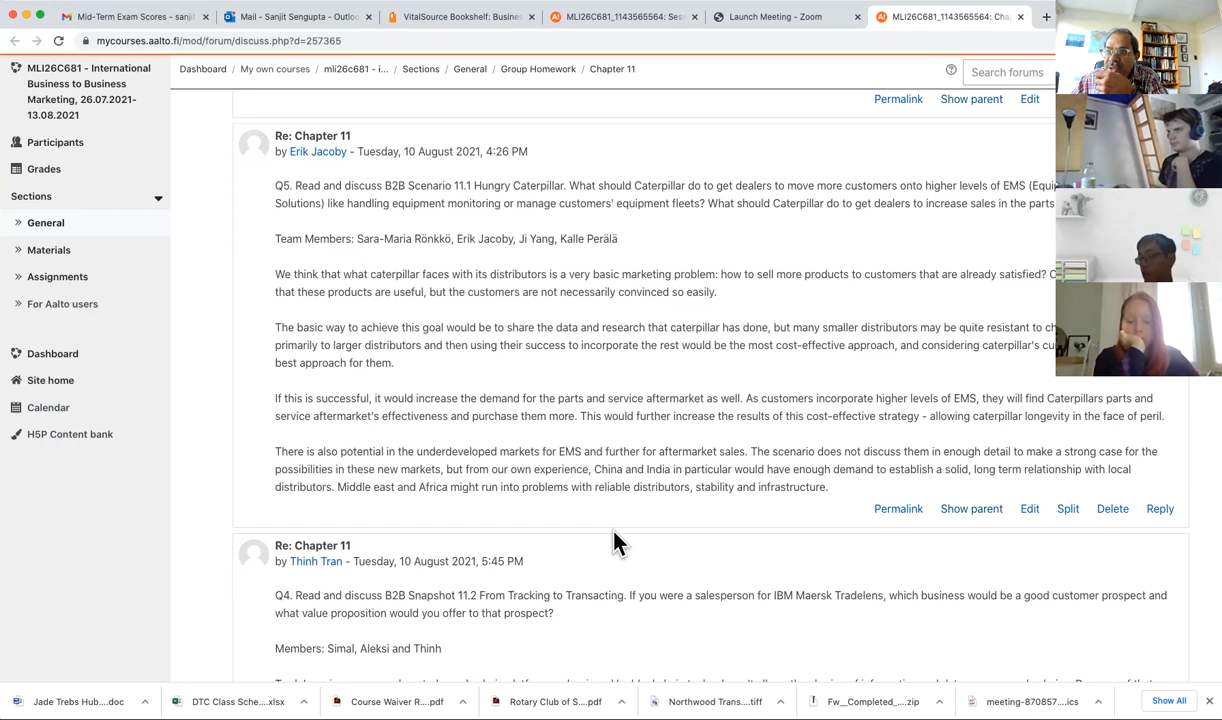 Mid-Term Exam Scores - sanji
Mail - Sanjit Sengupta - Outlo
VitalSource Bookshelf: Busine
MLI26C681_1143565564: Se
Launch Meeting - Zoom
MLI26C681_1143565564: Cha
mycourses.aalto.fi/mod/forum/discuss.php?d=257365
MLI26C681 - International
Business to Business
Marketing, 26.07.2021-
13.08.2021
Participants
Grades
Sections
General
Materials
Assignments
For Aalto users
Dashboard
Site home
Calendar
H5P Content bank
Dashboard / My own courses / mli26c681 - i... / Sections / General / Group Homework / Chapter 11
Search forums
Permalink Show parent Edit
Re: Chapter 11
by Erik Jacoby - Tuesday, 10 August 2021, 4:26 PM
Q5. Read and discuss B2B Scenario 11.1 Hungry Caterpillar. What should Caterpillar do to get dealers to move more customers onto higher levels of EMS (Equi
Solutions) like handling equipment monitoring or manage customers' equipment fleets? What should Caterpillar do to get dealers to increase sales in the parts
Team Members: Sara-Maria Rönkkö, Erik Jacoby, Ji Yang, Kalle Perälä
We think that what caterpillar faces with its distributors is a very basic marketing problem: how to sell more products to customers that are already satisfied? C
that these products are useful, but the customers are not necessarily convinced so easily.
The basic way to achieve this goal would be to share the data and research that caterpillar has done, but many smaller distributors may be quite resistant to ch
primarily to larger distributors and then using their success to incorporate the rest would be the most cost-effective approach, and considering caterpillar's cu
best approach for them.
If this is successful, it would increase the demand for the parts and service aftermarket as well. As customers incorporate higher levels of EMS, they will find Caterpillars parts and
service aftermarket's effectiveness and purchase them more. This would further increase the results of this cost-effective strategy - allowing caterpillar longevity in the face of peril.
There is also potential in the underdeveloped markets for EMS and further for aftermarket sales. The scenario does not discuss them in enough detail to make a strong case for the
possibilities in these new markets, but from our own experience, China and India in particular would have enough demand to establish a solid, long term relationship with local
distributors. Middle east and Africa might run into problems with reliable distributors, stability and infrastructure.
Permalink Show parent Edit Split Delete Reply
Re: Chapter 11
by Thinh Tran - Tuesday, 10 August 2021, 5:45 PM
Q4. Read and discuss B2B Snapshot 11.2 From Tracking to Transacting. If you were a salesperson for IBM Maersk Tradelens, which business would be a good customer prospect and
what value proposition would you offer to that prospect?
Members: Simal, Aleksi and Thinh
Jade Trebs Hub....doc
DTC Class Sche....xlsx
Course Waiver R....pdf
Rotary Club of S....pdf
Northwood Trans....tiff
Fw__Completed_....zip
meeting-870857....ics
Show All